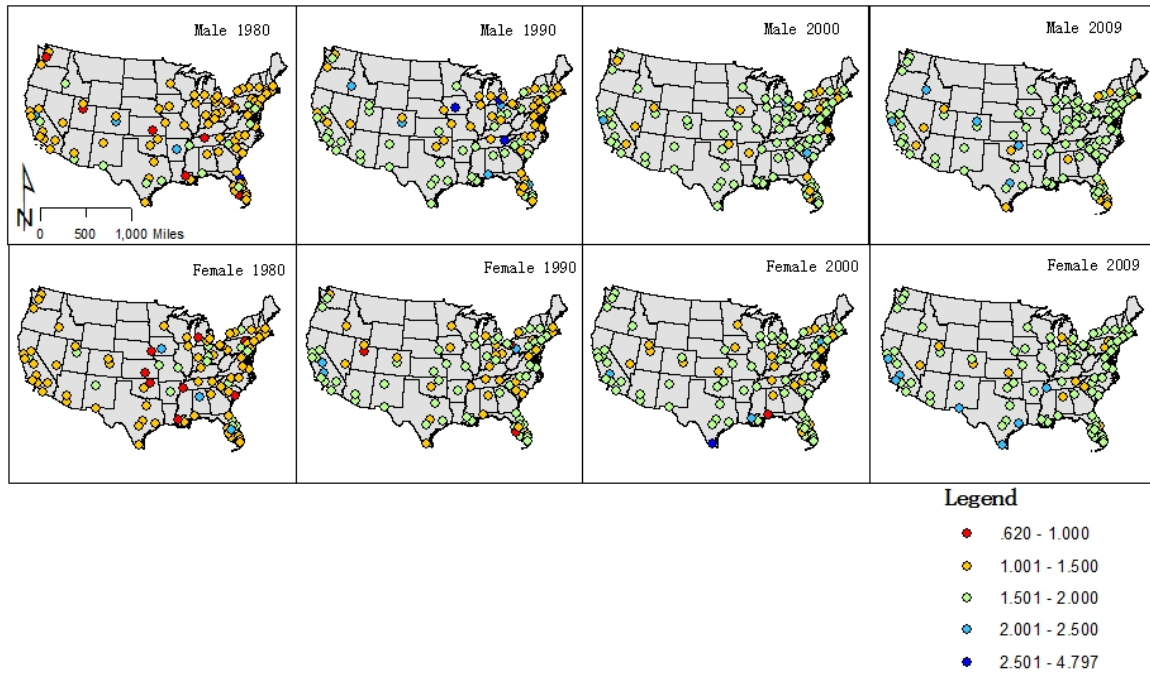 Male 1980
Male 1990
Male 2000
Male 2009
N
0 500 1,000 Miles
Female 1980
Female 1990
Female 2000
Female 2009
Legend
.620 - 1.000
1.001 - 1.500
1.501 - 2.000
2.001 - 2.500
2.501 - 4.797